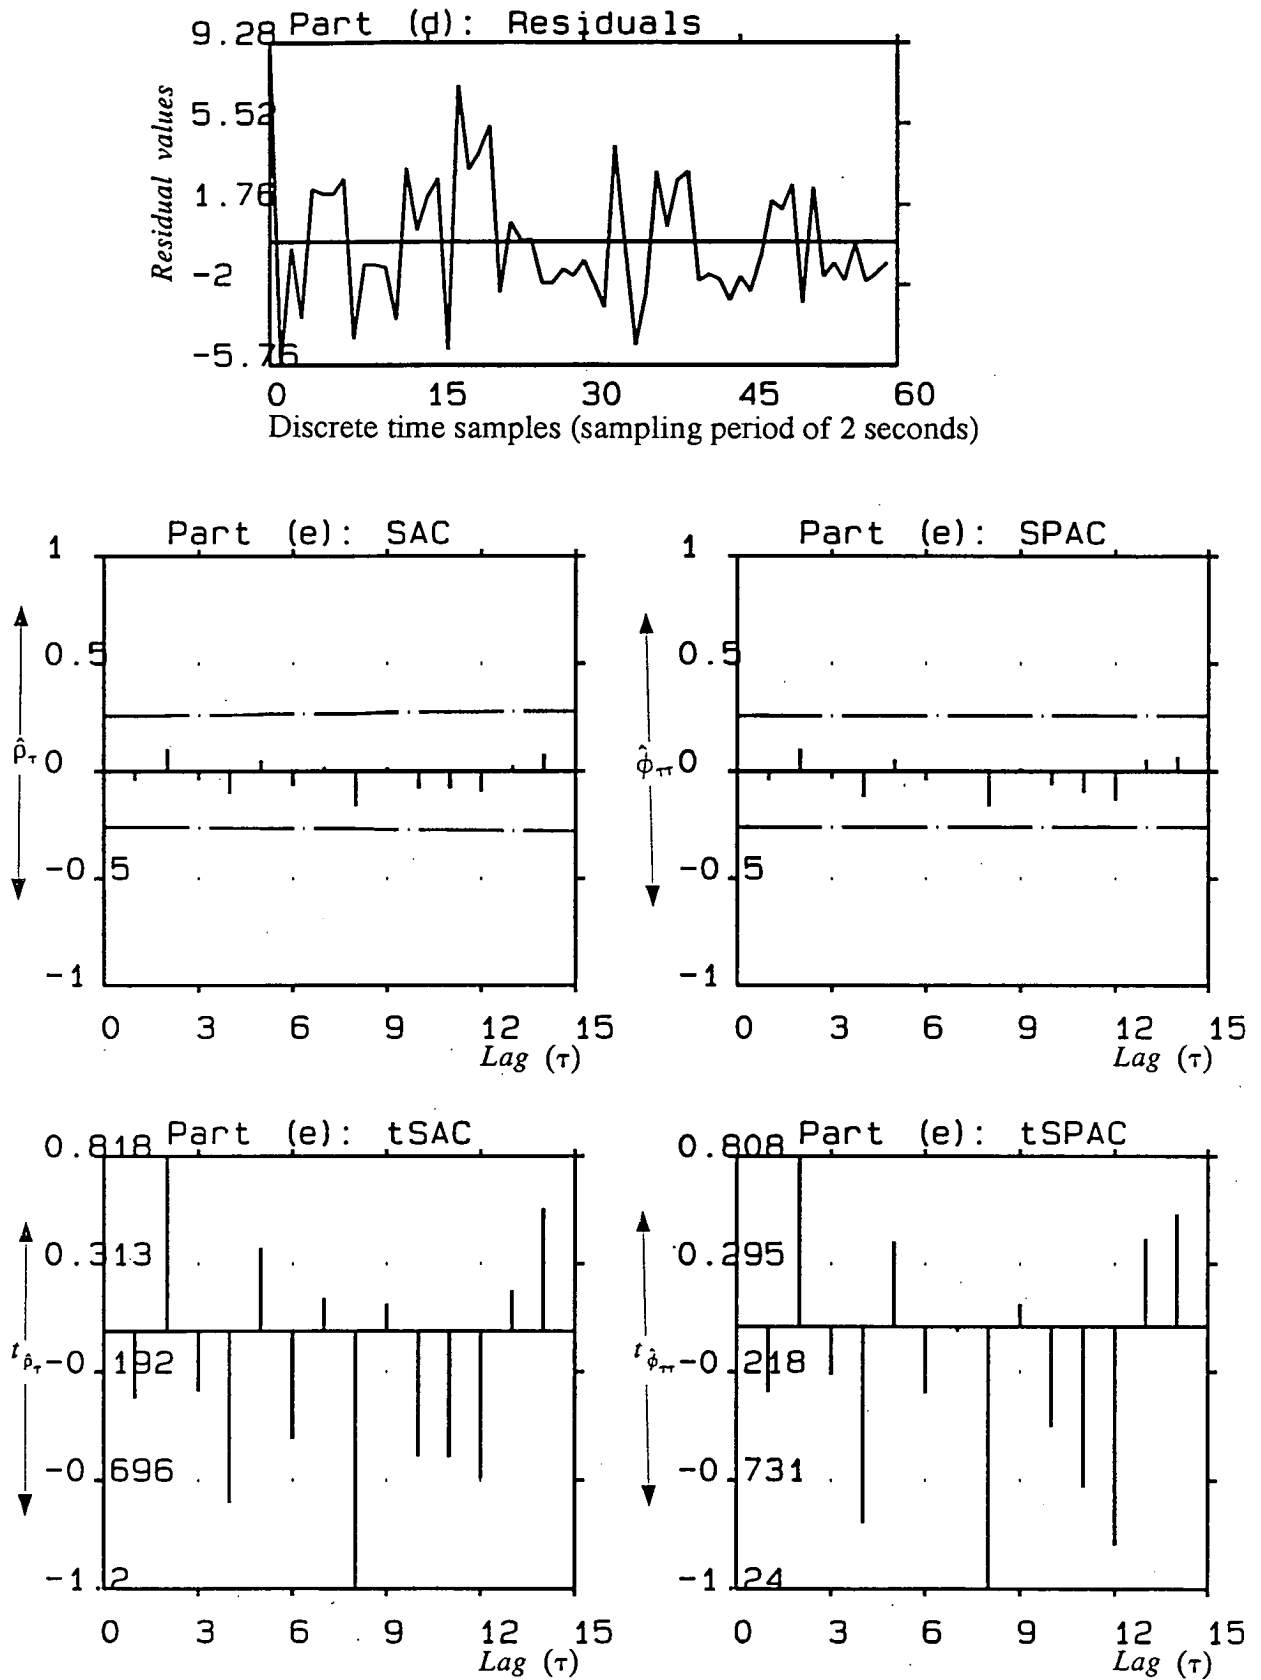 Part (d): Residuals
9.28
5.52
1.76
-2
-5.76
Residual values
0 15 30 45 60
Discrete time samples (sampling period of 2 seconds)
Part (e): SAC
1
0.5
0
-0.5
-1
ρ̂τ
0 3 6 9 12 15
Lag (τ)
Part (e): SPAC
1
0.5
0
-0.5
-1
ϕ̂ττ
0 3 6 9 12 15
Lag (τ)
Part (e): tSAC
0.818
0.313
-0.192
-0.696
-1.2
tρ̂τ
0 3 6 9 12 15
Lag (τ)
Part (e): tSPAC
0.808
0.295
-0.218
-0.731
-1.24
tϕ̂ττ
0 3 6 9 12 15
Lag (τ)